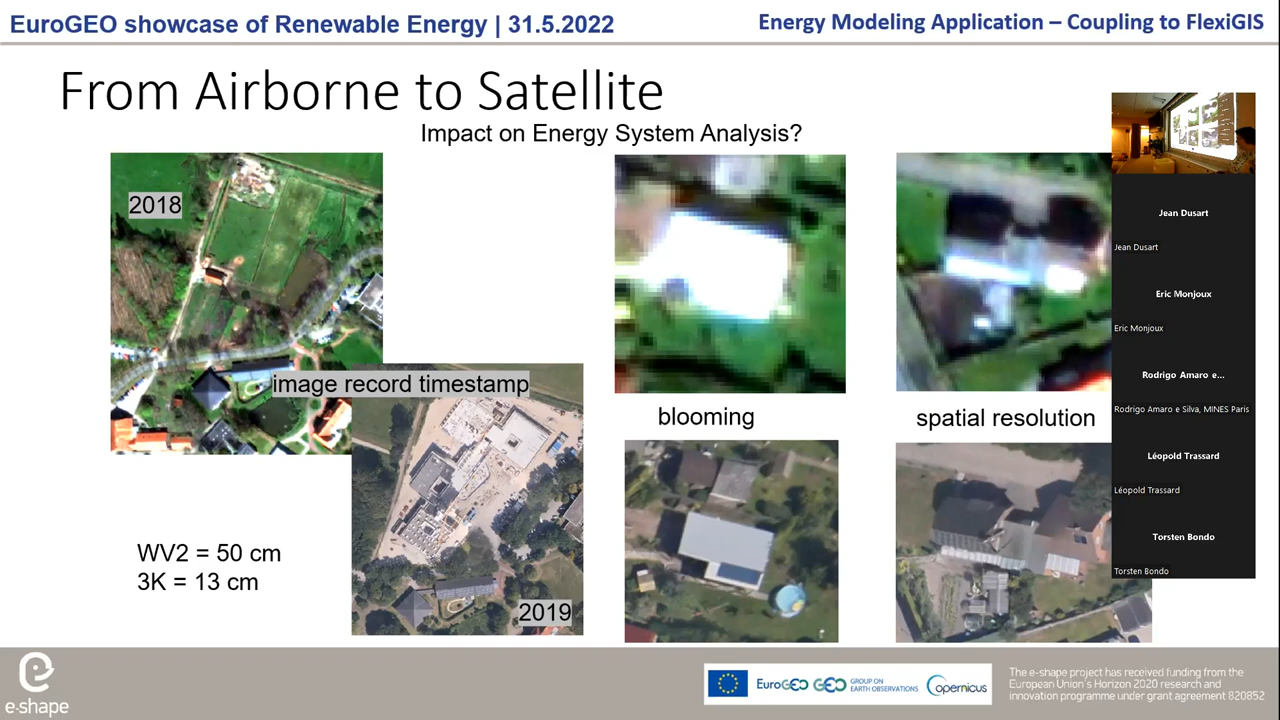 EuroGEO showcase of Renewable Energy | 31.5.2022
Energy Modeling Application – Coupling to FlexiGIS
From Airborne to Satellite
Impact on Energy System Analysis?
2018
image record timestamp
2019
WV2 = 50 cm
3K = 13 cm
blooming
spatial resolution
Jean Dusart
Jean Dusart
Eric Monjoux
Eric Monjoux
Rodrigo Amaro e...
Rodrigo Amaro e Silva, MINES Paris
Léopold Trassard
Léopold Trassard
Torsten Bondo
Torsten Bondo
e-shape
EuroGEO
GEO GROUP ON
EARTH OBSERVATIONS
Copernicus
The e-shape project has received funding from the
European Union's Horizon 2020 research and
innovation programme under grant agreement 820852